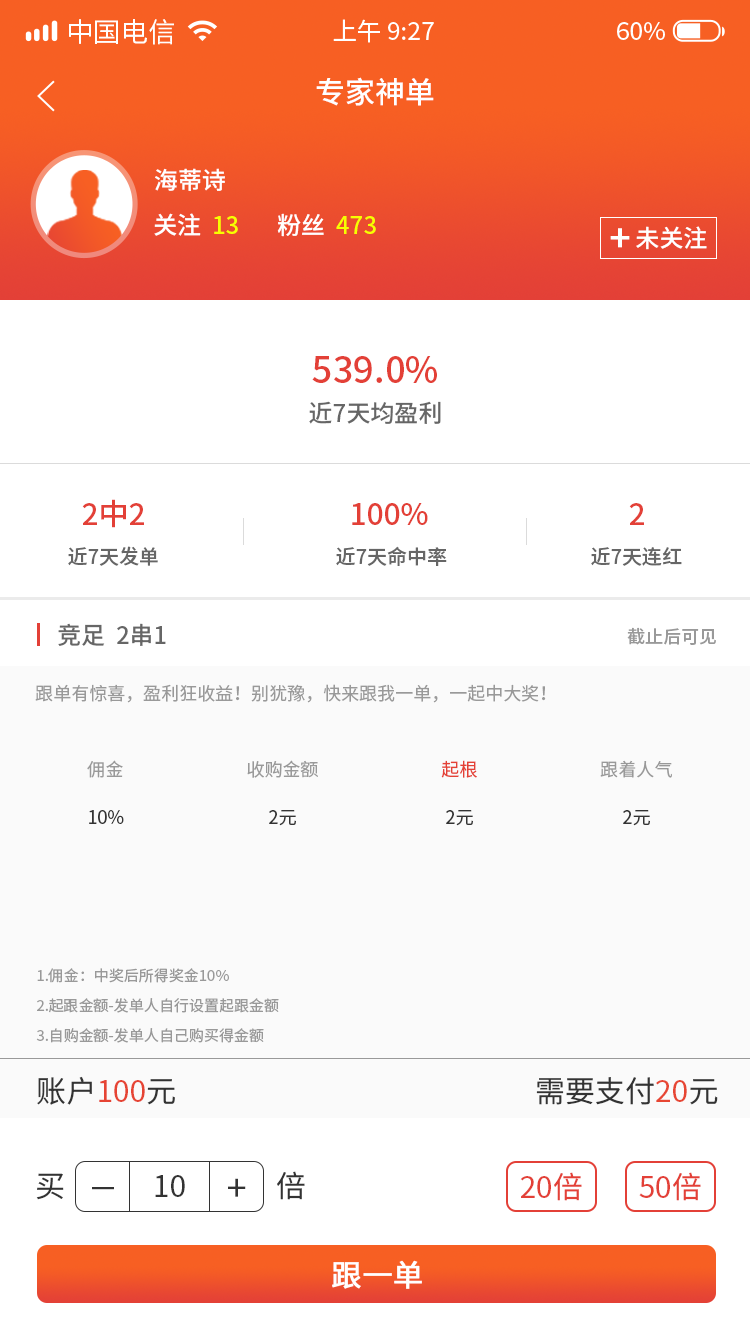 中国电信 上午 9:27 60%
专家神单
海蒂诗
关注 13 粉丝 473
+ 未关注
539.0%
近7天均盈利
2中2 100% 2
近7天发单 近7天命中率 近7天连红
竞足 2串1 截止后可见
跟单有惊喜，盈利狂收益！别犹豫，快来跟我一单，一起中大奖！
佣金 收购金额 起根 跟着人气
10% 2元 2元 2元
1.佣金：中奖后所得奖金10%
2.起跟金额-发单人自行设置起跟金额
3.自购金额-发单人自己购买得金额
账户100元 需要支付20元
买 — 10 + 倍 20倍 50倍
跟一单